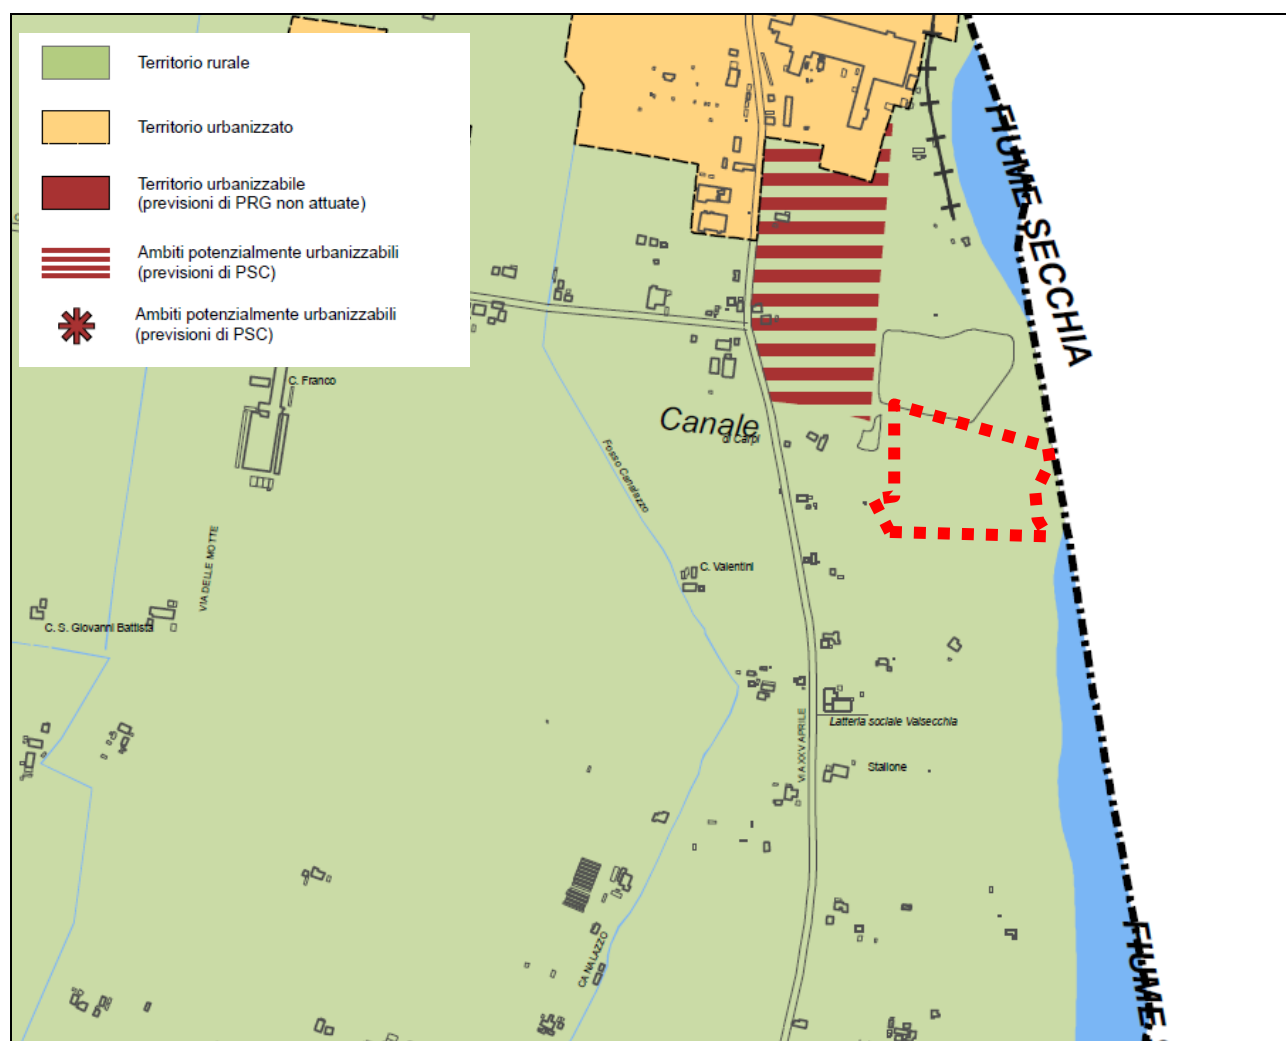 Territorio rurale
Territorio urbanizzato
Territorio urbanizzabile
(previsioni di PRG non attuate)
Ambiti potenzialmente urbanizzabili
(previsioni di PSC)
Ambiti potenzialmente urbanizzabili
(previsioni di PSC)
FIUME SECCHIA
C. Franco
Canale
di Carpi
Fosso Canalazzo
VIA DELLE MOTTE
C. Valentini
C. S. Giovanni Battista
VIA XXV APRILE
Latteria sociale Valsecchia
Stallone
CANALAZZO
FIUME